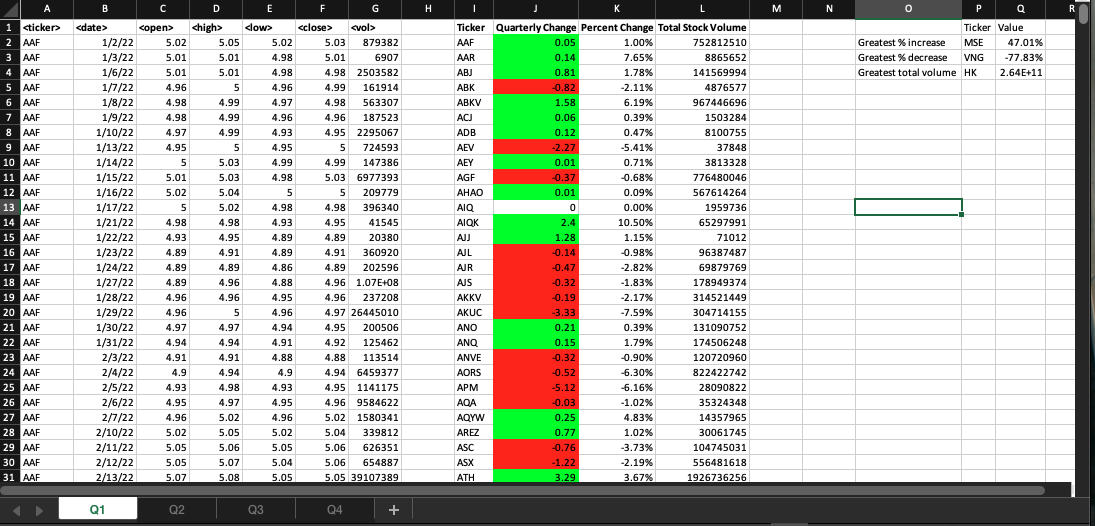 A B C D E F G H I J K L M N O P Q R
1 <ticker> <date> <open> <high> <low> <close> <vol> Ticker Quarterly Change Percent Change Total Stock Volume Ticker Value
2 AAF 1/2/22 5.02 5.05 5.02 5.03 879382 AAF 0.05 1.00% 752812510 Greatest % increase MSE 47.01%
3 AAF 1/3/22 5.01 5.01 4.98 5.01 6907 AAR 0.14 7.65% 8865652 Greatest % decrease VNG -77.83%
4 AAF 1/6/22 5.01 5.01 4.98 4.98 2503582 ABJ 0.81 1.78% 141569994 Greatest total volume HK 2.64E+11
5 AAF 1/7/22 4.96 5 4.96 4.99 161914 ABK -0.82 -2.11% 4876577
6 AAF 1/8/22 4.98 4.99 4.97 4.98 563307 ABKV 1.58 6.19% 967446696
7 AAF 1/9/22 4.98 4.99 4.96 4.96 187523 ACJ 0.06 0.39% 1503284
8 AAF 1/10/22 4.97 4.99 4.93 4.95 2295067 ADB 0.12 0.47% 8100755
9 AAF 1/13/22 4.95 5 4.95 5 724593 AEV -2.27 -5.41% 37848
10 AAF 1/14/22 5 5.03 4.99 4.99 147386 AEY 0.01 0.71% 3813328
11 AAF 1/15/22 5.01 5.03 4.98 5.03 6977393 AGF -0.37 -0.68% 776480046
12 AAF 1/16/22 5.02 5.04 5 5 209779 AHAO 0.01 0.09% 567614264
13 AAF 1/17/22 5 5.02 4.98 4.98 396340 AIQ 0 0.00% 1959736
14 AAF 1/21/22 4.98 4.98 4.93 4.95 41545 AIQK 2.4 10.50% 65297991
15 AAF 1/22/22 4.93 4.95 4.89 4.89 20380 AJJ 1.28 1.15% 71012
16 AAF 1/23/22 4.89 4.91 4.89 4.91 360920 AJL -0.14 -0.98% 96387487
17 AAF 1/24/22 4.89 4.89 4.86 4.89 202596 AJR -0.47 -2.82% 69879769
18 AAF 1/27/22 4.89 4.96 4.88 4.96 1.07E+08 AJS -0.32 -1.83% 178949374
19 AAF 1/28/22 4.96 4.96 4.95 4.96 237208 AKKV -0.19 -2.17% 314521449
20 AAF 1/29/22 4.96 5 4.96 4.97 26445010 AKUC -3.33 -7.59% 304714155
21 AAF 1/30/22 4.97 4.97 4.94 4.95 200506 ANO 0.21 0.39% 131090752
22 AAF 1/31/22 4.94 4.94 4.91 4.92 125462 ANQ 0.15 1.79% 174506248
23 AAF 2/3/22 4.91 4.91 4.88 4.88 113514 ANVE -0.32 -0.90% 120720960
24 AAF 2/4/22 4.9 4.94 4.9 4.94 6459377 AORS -0.52 -6.30% 822422742
25 AAF 2/5/22 4.93 4.98 4.93 4.95 1141175 APM -5.12 -6.16% 28090822
26 AAF 2/6/22 4.95 4.97 4.95 4.96 9584622 AQA -0.03 -1.02% 35324348
27 AAF 2/7/22 4.96 5.02 4.96 5.02 1580341 AQYW 0.25 4.83% 14357965
28 AAF 2/10/22 5.02 5.05 5.02 5.04 339812 AREZ 0.77 1.02% 30061745
29 AAF 2/11/22 5.05 5.06 5.05 5.06 626351 ASC -0.76 -3.73% 104745031
30 AAF 2/12/22 5.05 5.07 5.04 5.06 654887 ASX -1.22 -2.19% 556481618
31 AAF 2/13/22 5.07 5.08 5.05 5.05 39107389 ATH 3.29 3.67% 1926736256
Q1 Q2 Q3 Q4 +